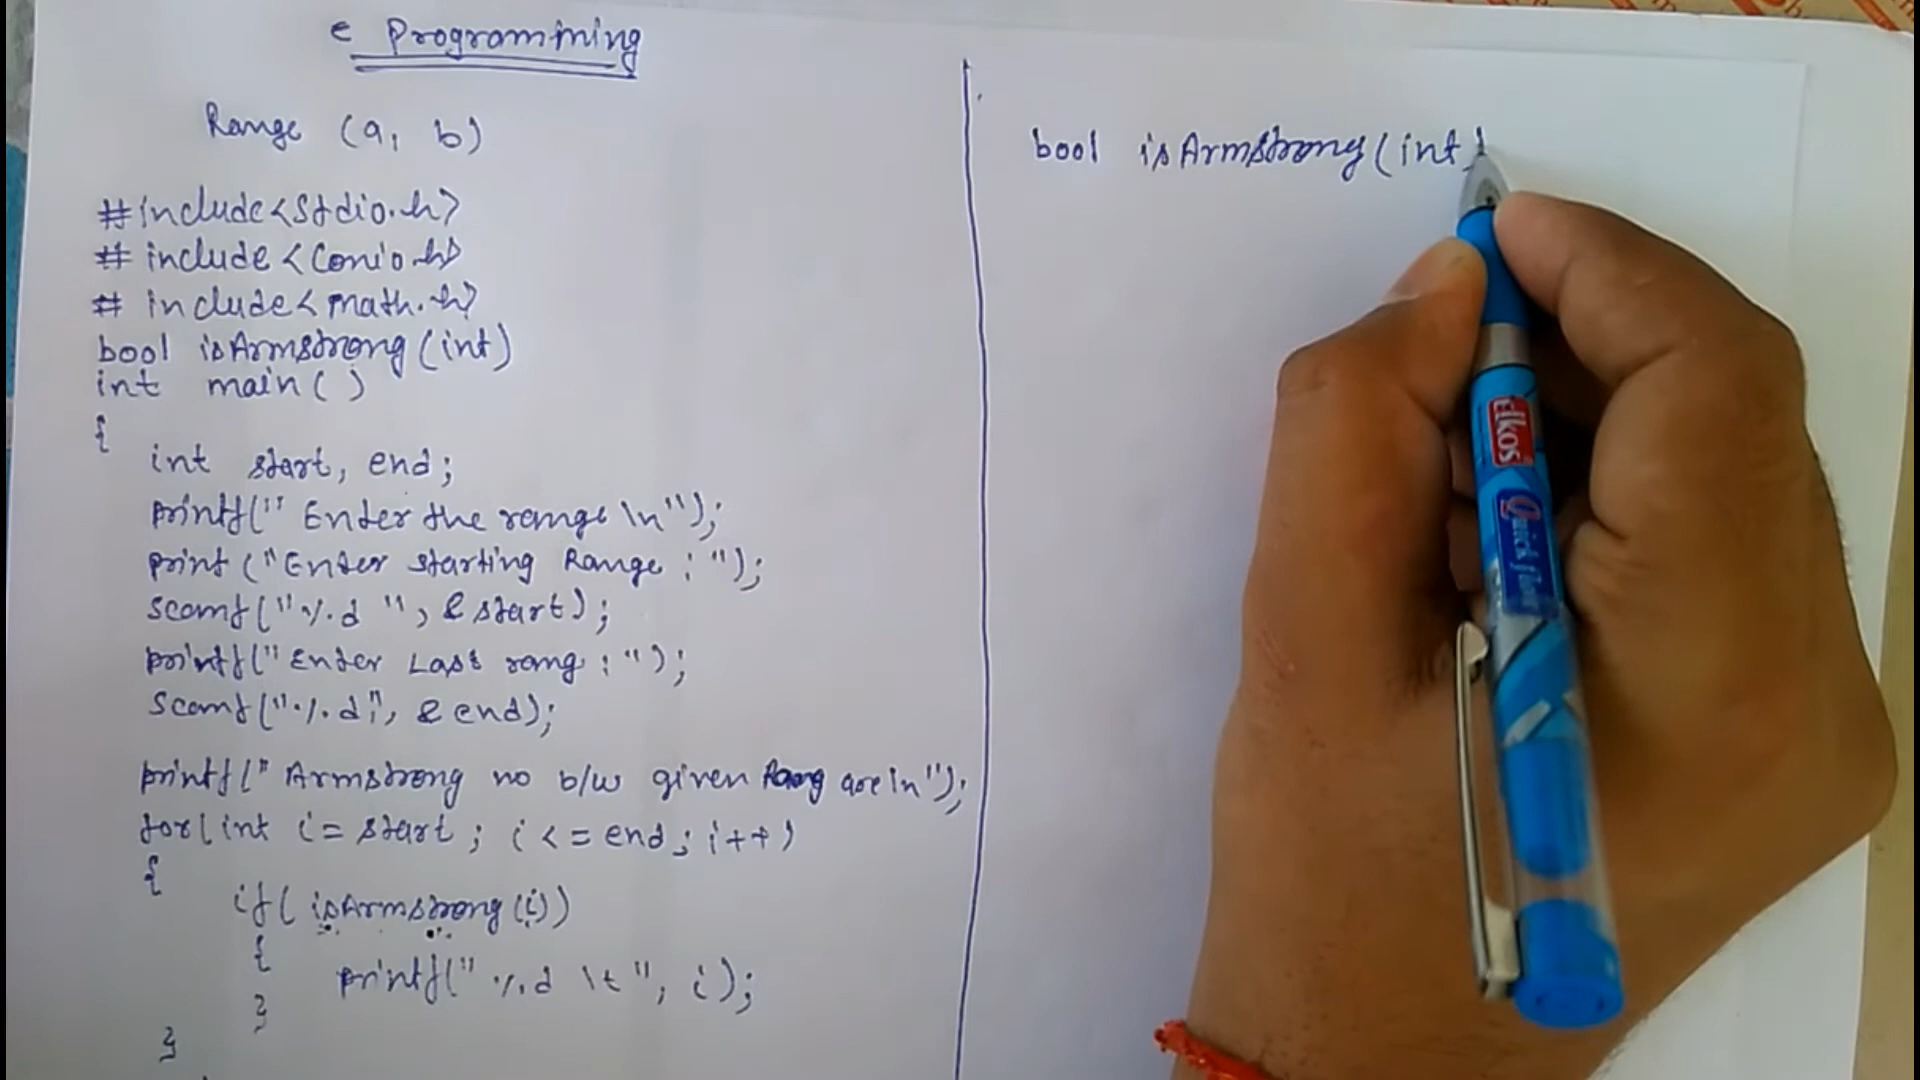 c Programming
Range (a, b)
#include<stdio.h>
# include <conio.h>
# include<math.h>
bool isArmstrong (int)
int main( )
{
int start, end;
printf(" Enter the range \n");
print ("Enter starting Range : ");
scanf("%d ", & start);
printf("Enter Last rang : ");
scanf("%d", & end);
printf(" Armstrong no b/w given Rang are \n");
for(int i= start ; i <= end ; i++)
{
if( isArmstrong (i))
{
printf(" %d \t ", i);
}
}
bool isArmstrong ( int
elkos
Quick flow